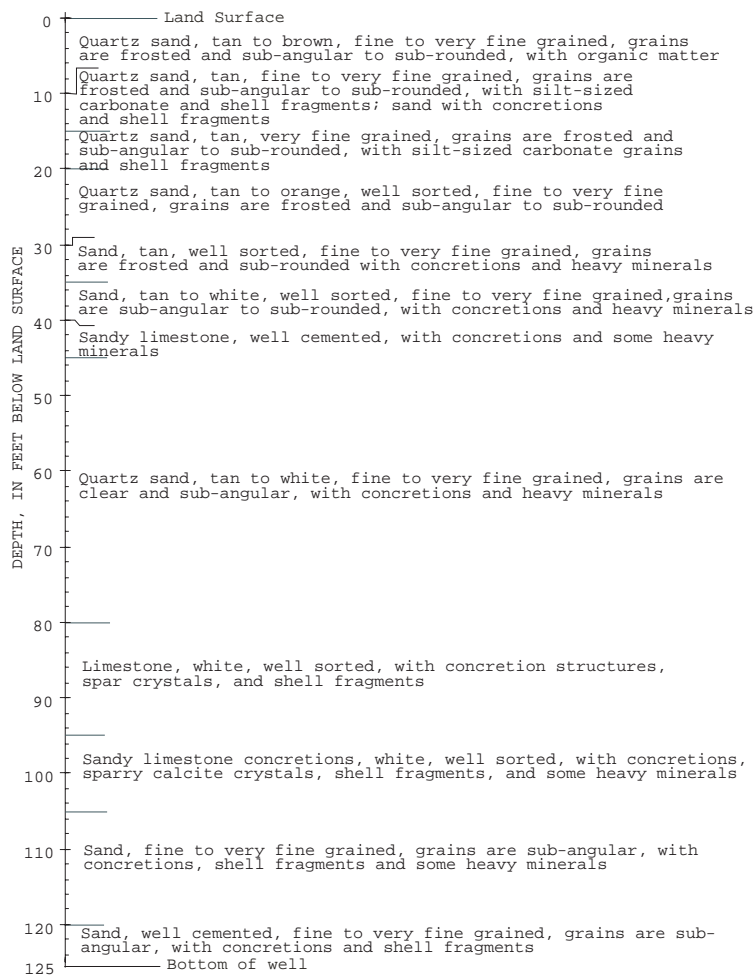 0
Land Surface
Quartz sand, tan to brown, fine to very fine grained, grains
are frosted and sub-angular to sub-rounded, with organic matter
Quartz sand, tan, fine to very fine grained, grains are
frosted and sub-angular to sub-rounded, with silt-sized
10
carbonate and shell fragments; sand with concretions
and shell fragments
Quartz sand, tan, very fine grained, grains are frosted and
sub-angular to sub-rounded, with silt-sized carbonate grains
and shell fragments
20
Quartz sand, tan to orange, well sorted, fine to very fine
grained, grains are frosted and sub-angular to sub-rounded
30
Sand, tan, well sorted, fine to very fine grained, grains
are frosted and sub-rounded with concretions and heavy minerals
Sand, tan to white, well sorted, fine to very fine grained,grains
are sub-angular to sub-rounded, with concretions and heavy minerals
40
Sandy limestone, well cemented, with concretions and some heavy
minerals
50
60
Quartz sand, tan to white, fine to very fine grained, grains are
clear and sub-angular, with concretions and heavy minerals
70
80
Limestone, white, well sorted, with concretion structures,
spar crystals, and shell fragments
90
Sandy limestone concretions, white, well sorted, with concretions,
sparry calcite crystals, shell fragments, and some heavy minerals
100
110
Sand, fine to very fine grained, grains are sub-angular, with
concretions, shell fragments and some heavy minerals
120
Sand, well cemented, fine to very fine grained, grains are sub-
angular, with concretions and shell fragments
125
Bottom of well
DEPTH, IN FEET BELOW LAND SURFACE